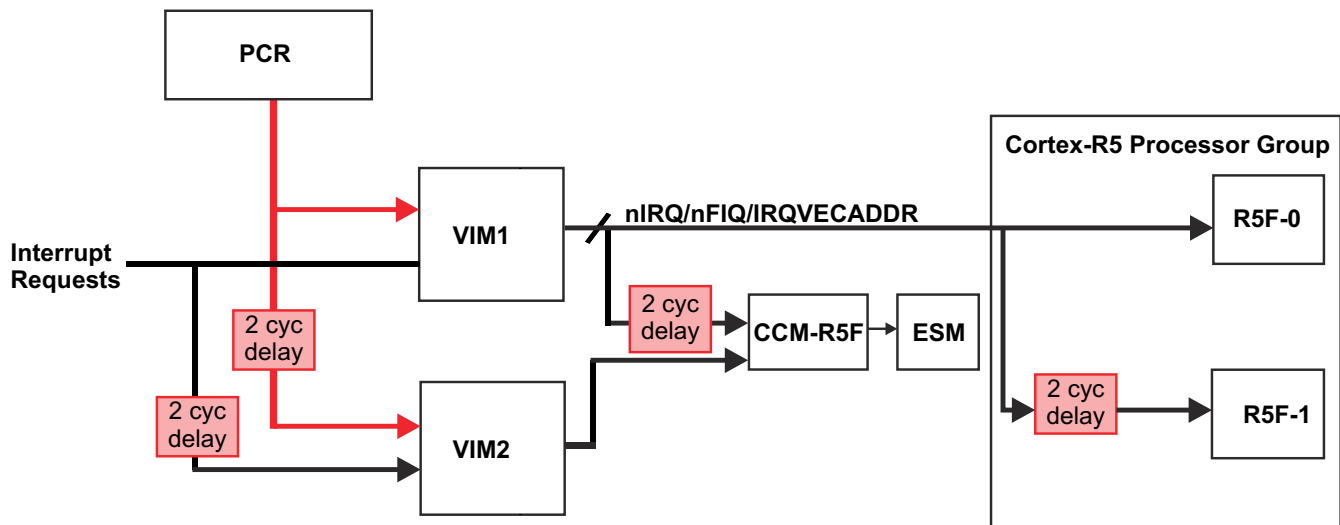 PCR
Cortex-R5 Processor Group
nIRQ/nFIQ/IRQVECADDR
R5F-0
VIM1
Interrupt
Requests
2 cyc
delay
2 cyc
delay
CCM-R5F
ESM
2 cyc
delay
VIM2
2 cyc
delay
R5F-1